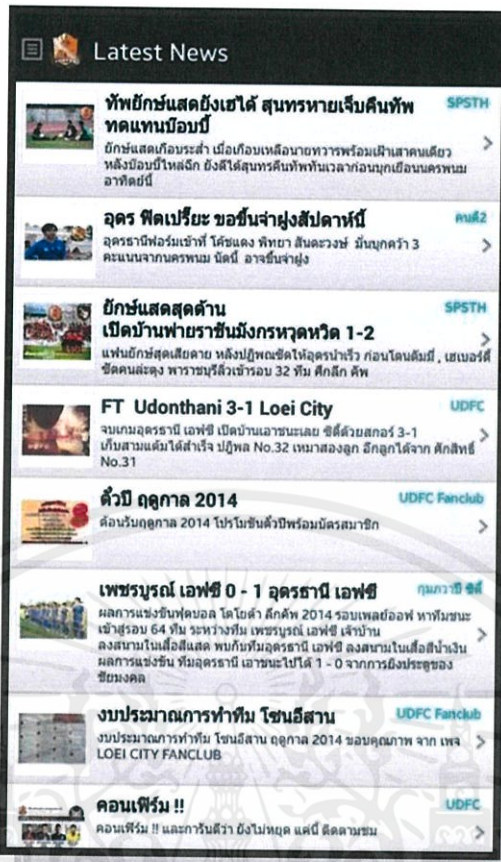 Latest News
ทัพยักษ์แสดยังเฮได้ สุนทรหายเจ็บคืนทัพ
ทดแทนบ๊อบบี้
SPSTH
ยักษ์แสดเกือบระส่ำ เมื่อเกือบเหลือนายทวารพร้อมเฝ้าเสาคนเดียว
หลังบ๊อบบี้ไหล่ฉีก ยังดีได้สุนทรคืนทัพทันเวลาก่อนบุกเยือนนครพนม
อาทิตย์นี้
อุดร ฟิตเปรี๊ยะ ขอขึ้นจ่าฝูงสัปดาห์นี้
คนดี2
อุดรธานีฟอร์มเข้าที่ โค้ชแดง พิทยา สันตะวงษ์ มั่นบุกคว้า 3
คะแนนจากนครพนม นัดนี้ อาจขึ้นจ่าฝูง
ยักษ์แสดสุดต้าน
เปิดบ้านพ่ายราชันมังกรหวุดหวิด 1-2
SPSTH
แฟนยักษ์สุดเสียดาย หลังปฏิพณซัดให้อุดรนำเร็ว ก่อนโดนดัมมี่ , เฮเบอร์ตี้
ซัดคนละตุง พาราชบุรีลิ่วเข้ารอบ 32 ทีม ศึกลีก คัพ
FT Udonthani 3-1 Loei City
UDFC
จบเกมอุดรธานี เอฟซี เปิดบ้านเอาชนะเลย ซิตี้ด้วยสกอร์ 3-1
เก็บสามแต้มได้สำเร็จ ปฏิพล No.32 เหมาสองลูก อีกลูกได้จาก ศักสิทธิ์
No.31
ตั๋วปี ฤดูกาล 2014
UDFC Fanclub
ต้อนรับฤดูกาล 2014 โปรโมชันตั๋วปีพร้อมบัตรสมาชิก
เพชรบูรณ์ เอฟซี 0 - 1 อุดรธานี เอฟซี
กุมภวาปี ซิตี้
ผลการแข่งขันฟุตบอล โตโยต้า ลีกคัพ 2014 รอบเพลย์ออฟ หาทีมชนะ
เข้าสู่รอบ 64 ทีม ระหว่างทีม เพชรบูรณ์ เอฟซี เจ้าบ้าน
ลงสนามในเสื้อสีแสด พบกับทีมอุดรธานี เอฟซี ลงสนามในเสื้อสีน้ำเงิน
ผลการแข่งขัน ทีมอุดรธานี เอาชนะไปได้ 1 - 0 จากการยิงประตูของ
ชัยมงคล
งบประมาณการทำทีม โซนอีสาน
UDFC Fanclub
งบประมาณการทำทีม โซนอีสาน ฤดูกาล 2014 ขอบคุณภาพ จาก เพจ
LOEI CITY FANCLUB
คอนเฟิร์ม !!
UDFC
คอนเฟิร์ม !! และการันตีว่า ยังไม่หยุด แค่นี้ ติดตามชม